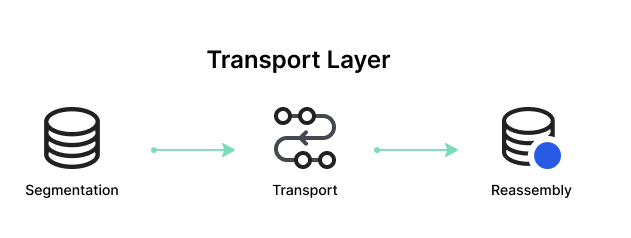 Transport Layer
Segmentation
Transport
Reassembly